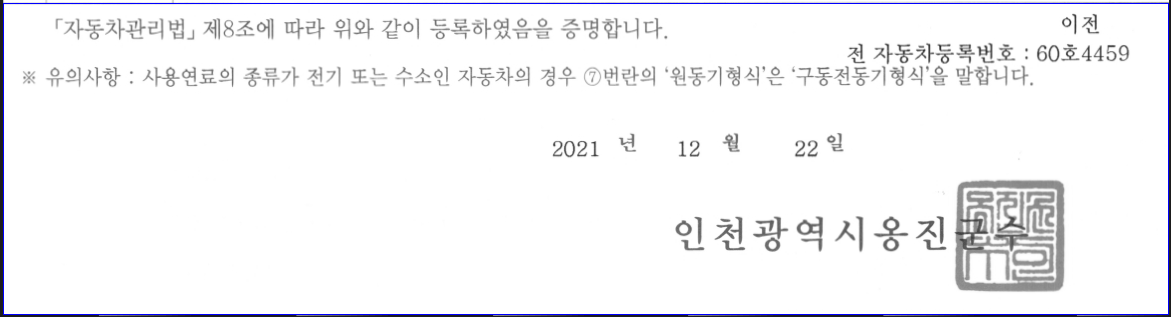 「자동차관리법」 제8조에 따라 위와 같이 등록하였음을 증명합니다.
이전
전 자동차등록번호 : 60호4459
※ 유의사항 : 사용연료의 종류가 전기 또는 수소인 자동차의 경우 ⑦번란의 '원동기형식'은 '구동전동기형식'을 말합니다.
2021 년 12 월 22 일
인천광역시옹진군수